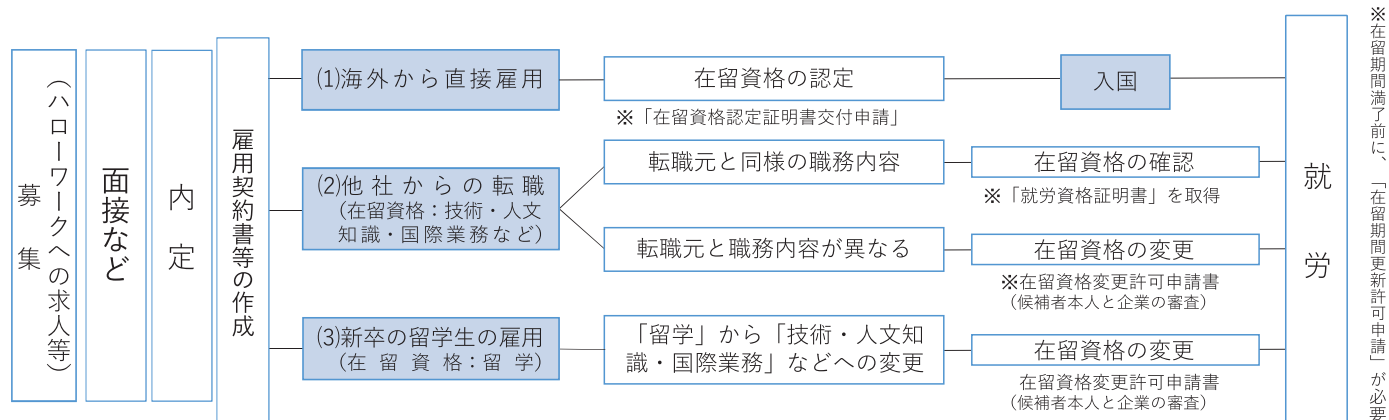 募集
（ハローワークへの求人等）
面接など
内定
雇用契約書等の作成
⑴海外から直接雇用
在留資格の認定
※「在留資格認定証明書交付申請」
入国
⑵他社からの転職
（在留資格：技術・人文
知識・国際業務など）
転職元と同様の職務内容
在留資格の確認
※「就労資格証明書」を取得
転職元と職務内容が異なる
在留資格の変更
※在留資格変更許可申請書
（候補者本人と企業の審査）
⑶新卒の留学生の雇用
（在留資格：留学）
「留学」から「技術・人文知
識・国際業務」などへの変更
在留資格の変更
在留資格変更許可申請書
（候補者本人と企業の審査）
就労
※在留期間満了前に、「在留期間更新許可申請」が必要